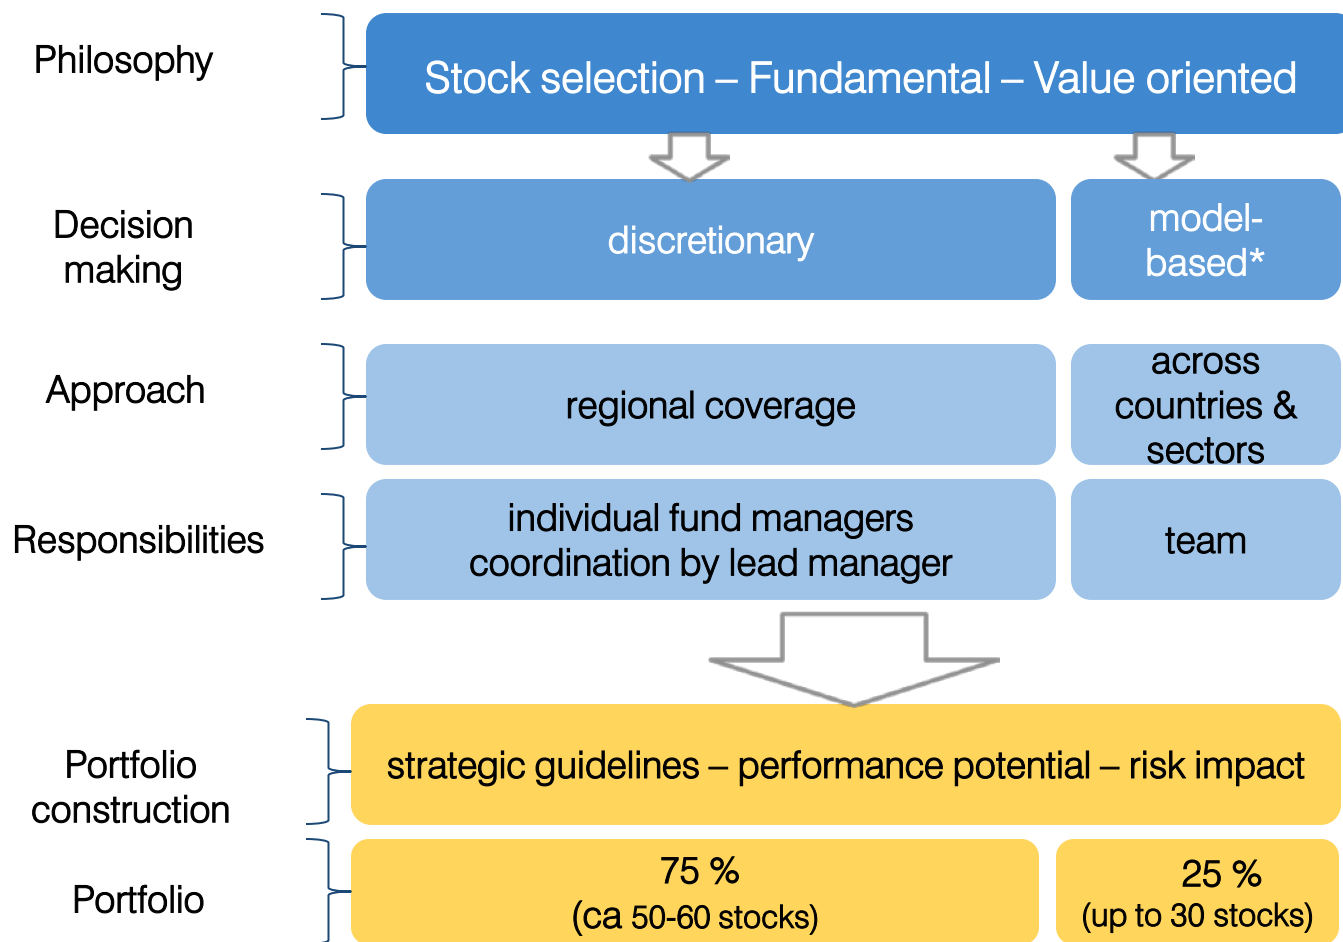 Philosophy
Stock selection – Fundamental – Value oriented
Decision
making
discretionary
model-
based*
Approach
regional coverage
across
countries &
sectors
Responsibilities
individual fund managers
coordination by lead manager
team
Portfolio
construction
strategic guidelines – performance potential – risk impact
Portfolio
75 %
(ca 50-60 stocks)
25 %
(up to 30 stocks)